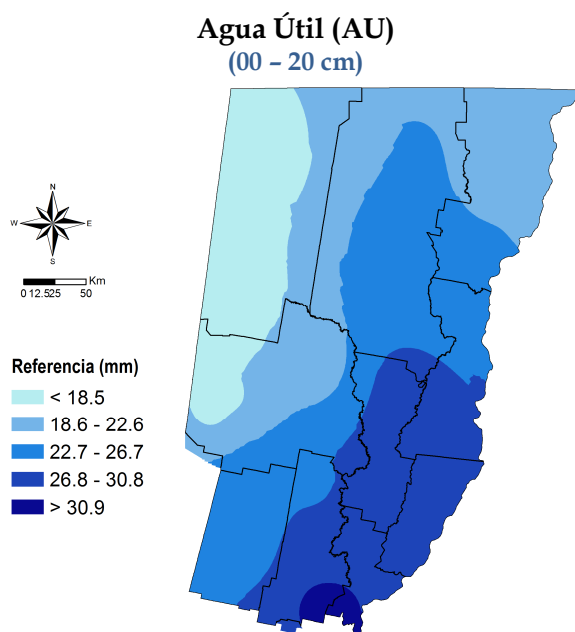 Agua Útil (AU)
(00 – 20 cm)
N
W E
S
Km
0 12.525 50
Referencia (mm)
< 18.5
18.6 - 22.6
22.7 - 26.7
26.8 - 30.8
> 30.9